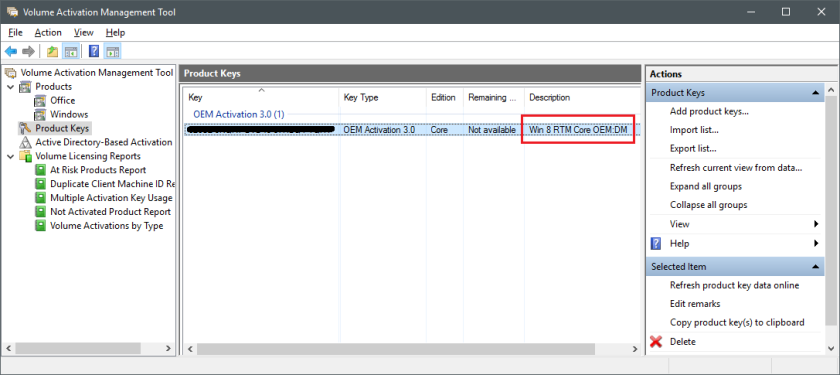 Volume Activation Management Tool
File Action View Help
Volume Activation Management Tool
Products
Office
Windows
Product Keys
Active Directory-Based Activation
Volume Licensing Reports
At Risk Products Report
Duplicate Client Machine ID Re
Multiple Activation Key Usage
Not Activated Product Report
Volume Activations by Type
Product Keys
Key Key Type Edition Remaining ... Description
OEM Activation 3.0 (1)
OEM Activation 3.0 Core Not available Win 8 RTM Core OEM:DM
Actions
Product Keys
Add product keys...
Import list...
Export list...
Refresh current view from data...
Expand all groups
Collapse all groups
View
Help
Selected Item
Refresh product key data online
Edit remarks
Copy product key(s) to clipboard
Delete